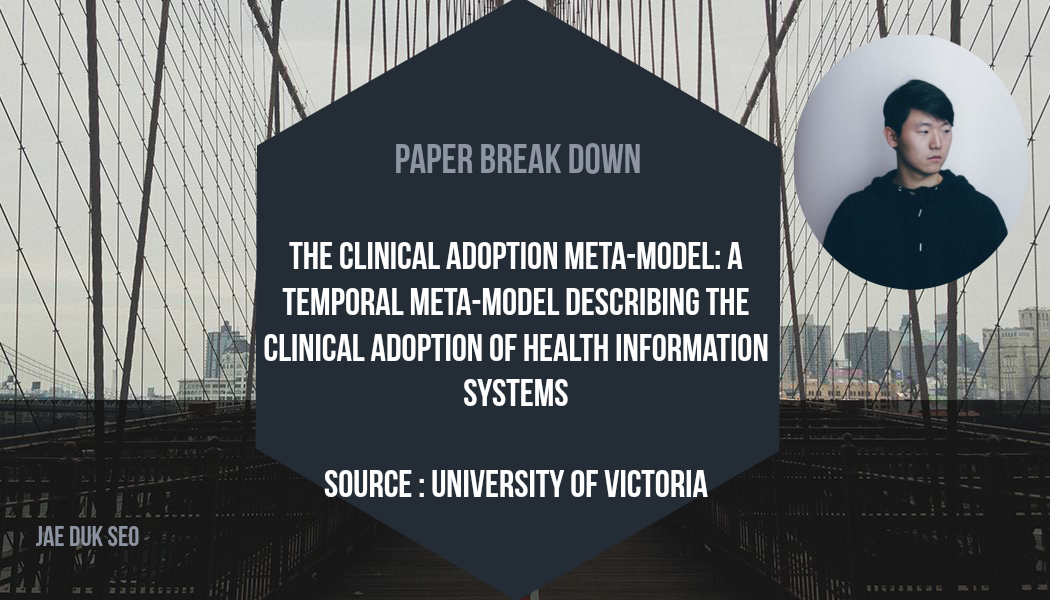 PAPER BREAK DOWN
THE CLINICAL ADOPTION META-MODEL: A
TEMPORAL META-MODEL DESCRIBING THE
CLINICAL ADOPTION OF HEALTH INFORMATION
SYSTEMS
SOURCE : UNIVERSITY OF VICTORIA
JAE DUK SEO